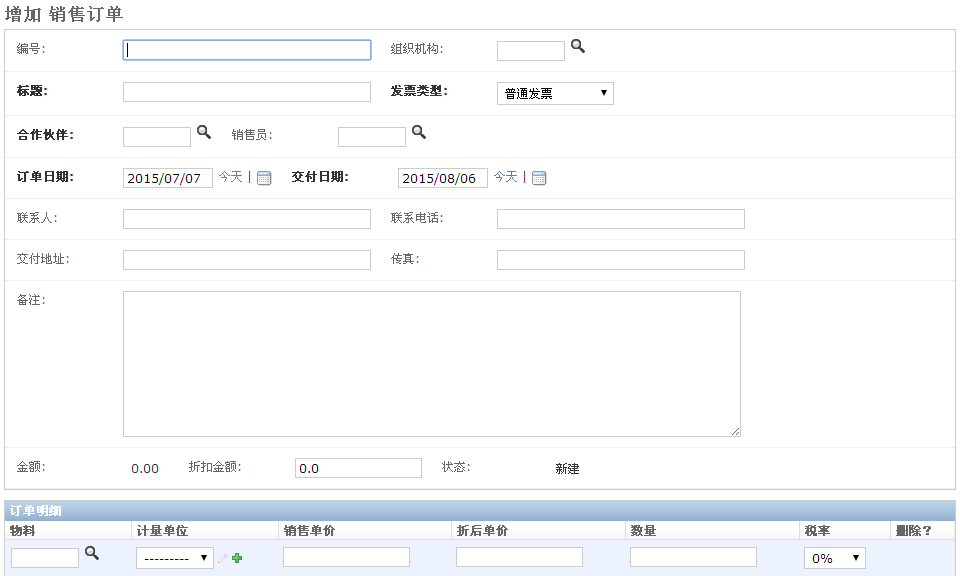 增加 销售订单
编号: 组织机构:
标题: 发票类型: 普通发票
合作伙伴: 销售员:
订单日期: 2015/07/07 今天 | 交付日期: 2015/08/06 今天 |
联系人: 联系电话:
交付地址: 传真:
备注:
金额: 0.00 折扣金额: 0.0 状态: 新建
订单明细
物料 计量单位 销售单价 折后单价 数量 税率 删除?
--------- 0%